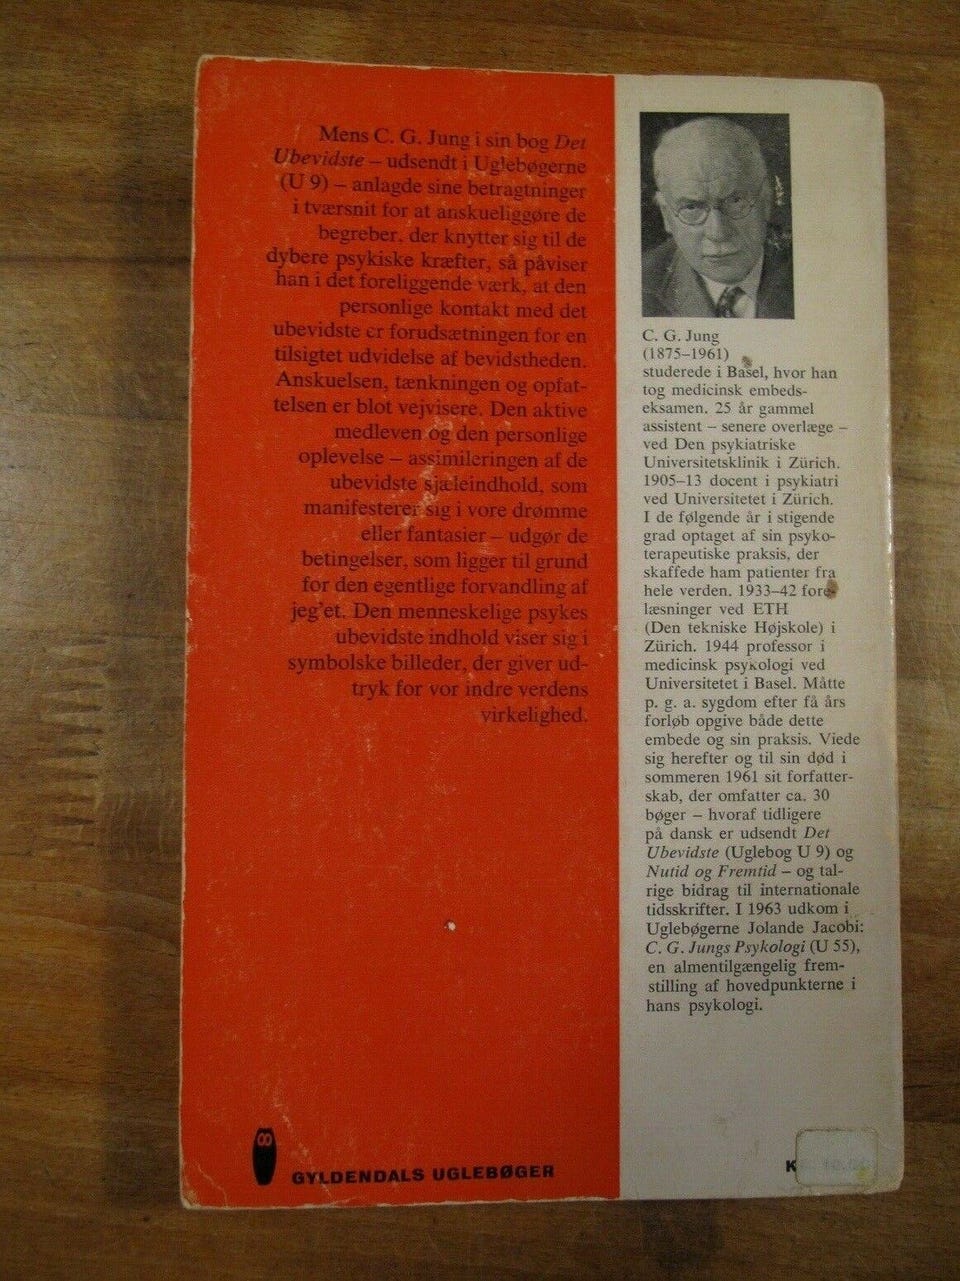 Mens C. G. Jung i sin bog Det
Ubevidste – udsendt i Uglebøgerne
(U 9) – anlagde sine betragtninger
i tværsnit for at anskueliggøre de
begreber, der knytter sig til de
dybere psykiske kræfter, så påviser
han i det foreliggende værk, at den
personlige kontakt med det
ubevidste er forudsætningen for en
tilsigtet udvidelse af bevidstheden.
Anskuelsen, tænkningen og opfat-
telsen er blot vejvisere. Den aktive
medleven og den personlige
oplevelse – assimileringen af de
ubevidste sjæleindhold, som
manifesterer sig i vore drømme
eller fantasier – udgør de
betingelser, som ligger til grund
for den egentlige forvandling af
jeg'et. Den menneskelige psykes
ubevidste indhold viser sig i
symbolske billeder, der giver ud-
tryk for vor indre verdens
virkelighed.
GYLDENDALS UGLEBØGER
C. G. Jung
(1875–1961)
studerede i Basel, hvor han
tog medicinsk embeds-
eksamen. 25 år gammel
assistent – senere overlæge –
ved Den psykiatriske
Universitetsklinik i Zürich.
1905–13 docent i psykiatri
ved Universitetet i Zürich.
I de følgende år i stigende
grad optaget af sin psyko-
terapeutiske praksis, der
skaffede ham patienter fra
hele verden. 1933–42 fore-
læsninger ved ETH
(Den tekniske Højskole) i
Zürich. 1944 professor i
medicinsk psykologi ved
Universitetet i Basel. Måtte
p. g. a. sygdom efter få års
forløb opgive både dette
embede og sin praksis. Viede
sig herefter og til sin død i
sommeren 1961 sit forfatter-
skab, der omfatter ca. 30
bøger – hvoraf tidligere
på dansk er udsendt Det
Ubevidste (Uglebog U 9) og
Nutid og Fremtid – og tal-
rige bidrag til internationale
tidsskrifter. I 1963 udkom i
Uglebøgerne Jolande Jacobi:
C. G. Jungs Psykologi (U 55),
en almentilgængelig frem-
stilling af hovedpunkterne i
hans psykologi.